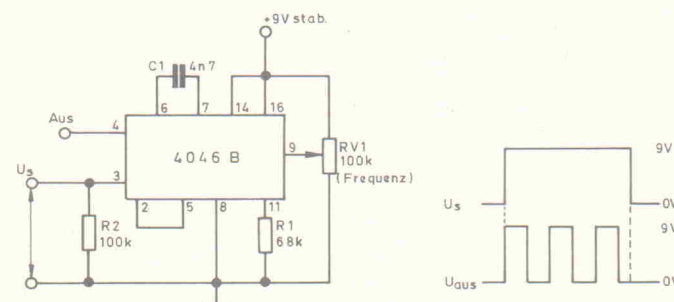 +9V stab.
C1
4n7
6
7
14
16
Aus
4
4046 B
9
RV1
100k
(Frequenz)
Us
3
2
5
8
11
R2
100k
R1
68k
9V
Us
0V
9V
Uaus
0V